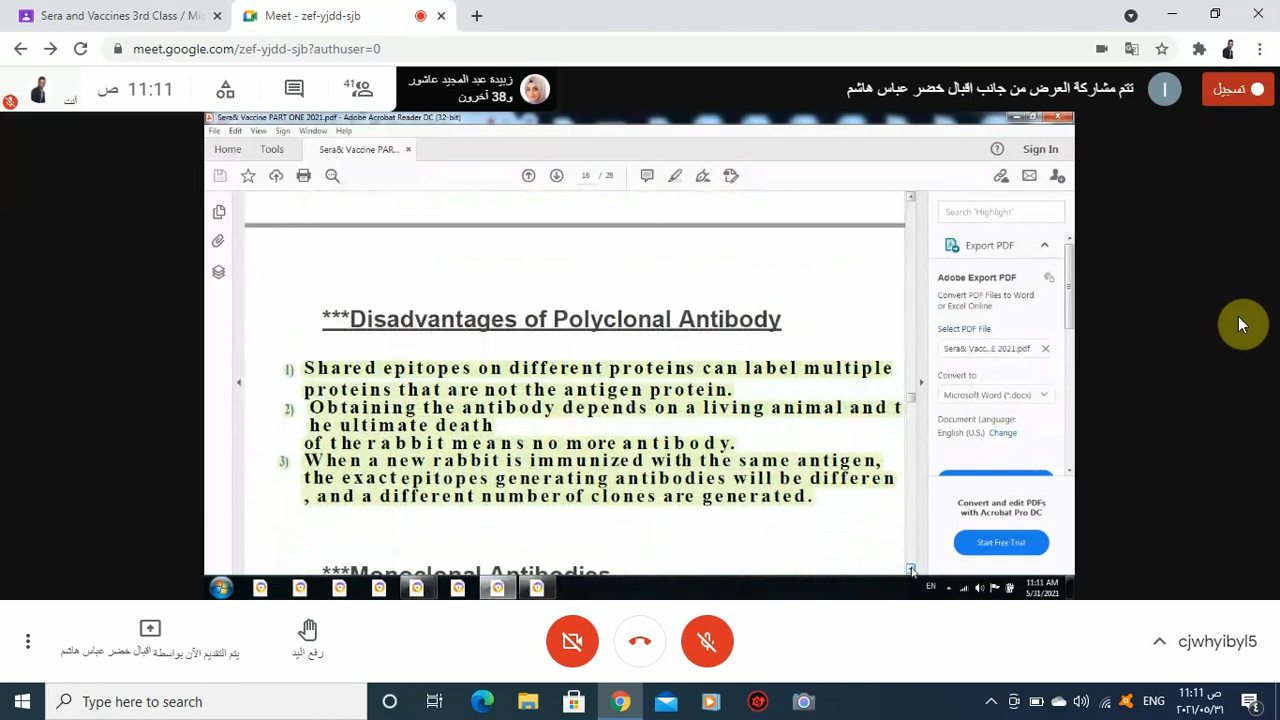 Sera and Vaccines 3rd Class / Mic
Meet - zef-yjdd-sjb
meet.google.com/zef-yjdd-sjb?authuser=0
أنت
11:11 ص
41
زبيدة عبد المجيد عاشور
و38 آخرون
تتم مشاركة العرض من جانب اقبال خضر عباس هاشم
I
تسجيل
Sera& Vaccine PART ONE 2021.pdf - Adobe Acrobat Reader DC (32-bit)
File Edit View Sign Window Help
Home Tools Sera& Vaccine PAR... Sign In
16 / 28
***Disadvantages of Polyclonal Antibody
1) Shared epitopes on different proteins can label multiple
proteins that are not the antigen protein.
2) Obtaining the antibody depends on a living animal and t
he ultimate death
of the rabbit means no more antibody.
3) When a new rabbit is immunized with the same antigen,
the exact epitopes generating antibodies will be differen
, and a different number of clones are generated.
***Monoclonal Antibodies
Search 'Highlight'
Export PDF
Adobe Export PDF
Convert PDF Files to Word
or Excel Online
Select PDF File
Sera& Vacc...E 2021.pdf
Convert to
Microsoft Word (*.docx)
Document Language:
English (U.S.) Change
Convert and edit PDFs
with Acrobat Pro DC
Start Free Trial
EN
11:11 AM
5/31/2021
يتم التقديم الآن بواسطة اقبال خضر عباس هاشم
رفع اليد
cjwhyibyl5
Type here to search
ENG
11:11 ص
٢٠٢١/٠٥/٣١